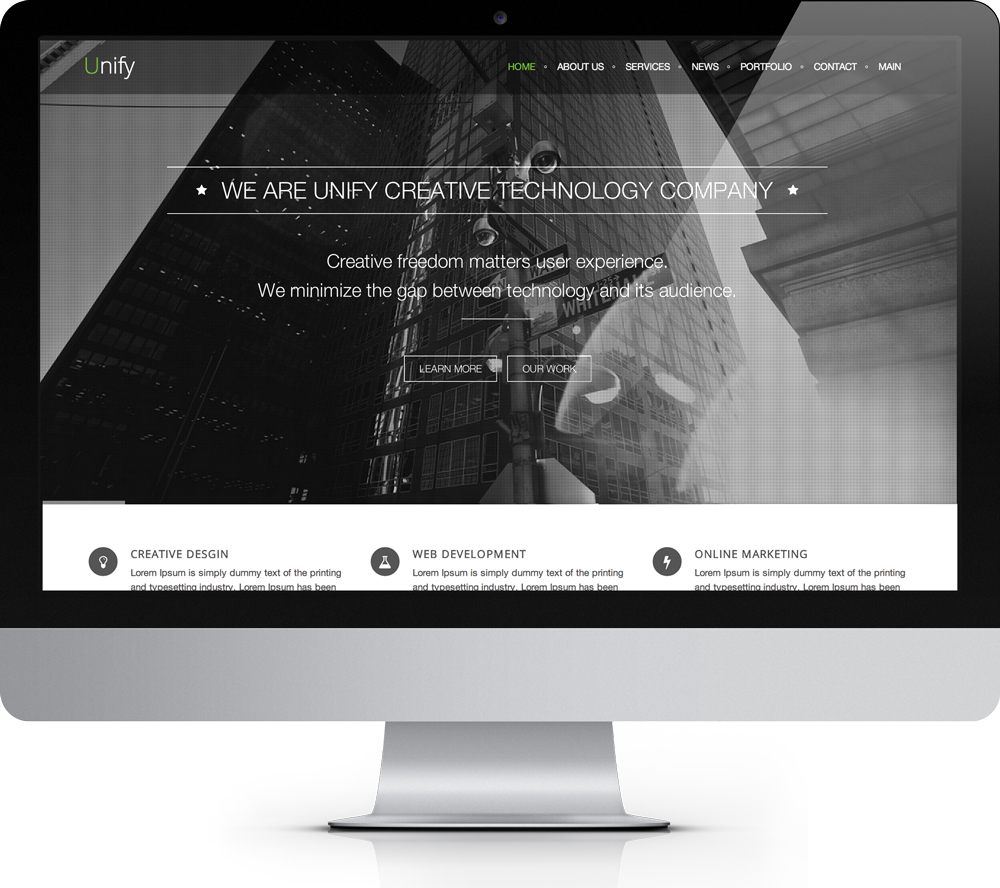 Unify
HOME ABOUT US SERVICES NEWS PORTFOLIO CONTACT MAIN
WE ARE UNIFY CREATIVE TECHNOLOGY COMPANY
Creative freedom matters user experience.
We minimize the gap between technology and its audience.
WHITE
LEARN MORE OUR WORK
CREATIVE DESGIN
Lorem Ipsum is simply dummy text of the printing
and typesetting industry. Lorem Ipsum has been
WEB DEVELOPMENT
Lorem Ipsum is simply dummy text of the printing
and typesetting industry. Lorem Ipsum has been
ONLINE MARKETING
Lorem Ipsum is simply dummy text of the printing
and typesetting industry. Lorem Ipsum has been